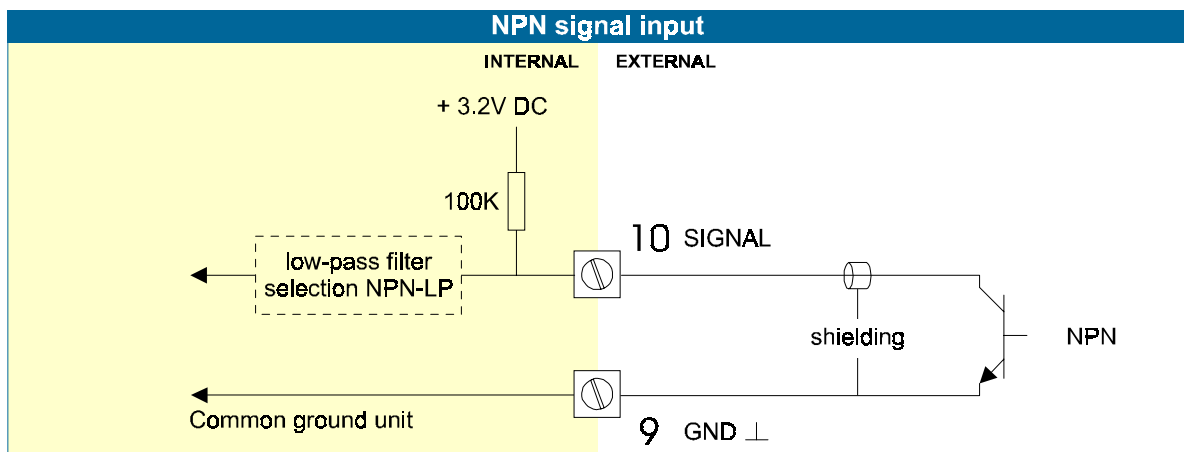 NPN signal input
INTERNAL EXTERNAL
+ 3.2V DC
100K
10 SIGNAL
low-pass filter
selection NPN-LP
shielding
NPN
Common ground unit
9 GND ⊥